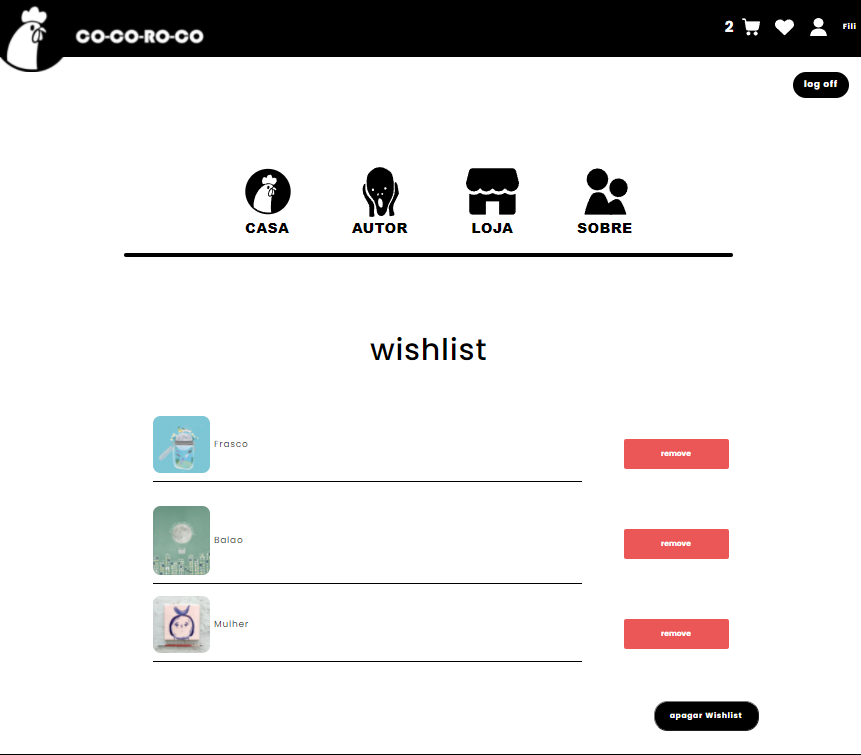 CO-CO-RO-CO
2
Fili
log off
CASA AUTOR LOJA SOBRE
wishlist
Frasco
remove
Balao
remove
Mulher
remove
apagar Wishlist